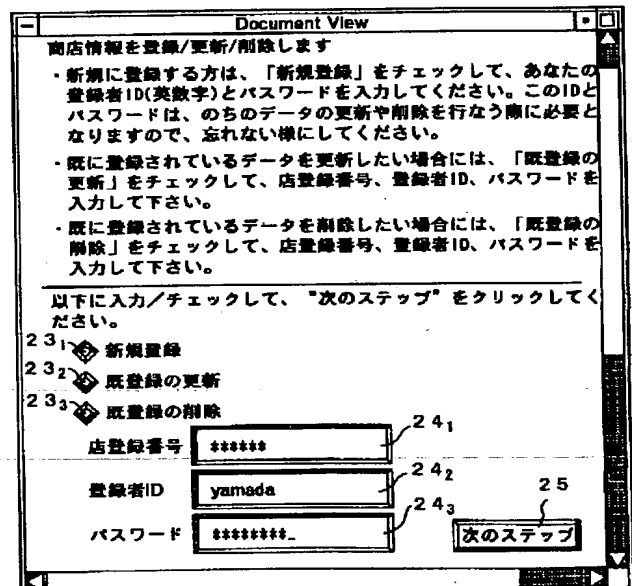 Document View
商店情報を登録/更新/削除します
・新規に登録する方は、「新規登録」をチェックして、あなたの
登録者ID(英数字)とパスワードを入力してください。このIDと
パスワードは、のちのデータの更新や削除を行なう際に必要と
なりますので、忘れない様にしてください。
・既に登録されているデータを更新したい場合には、「既登録の
更新」をチェックして、店登録番号、登録者ID、パスワードを
入力して下さい。
・既に登録されているデータを削除したい場合には、「既登録の
削除」をチェックして、店登録番号、登録者ID、パスワードを
入力して下さい。
以下に入力/チェックして、"次のステップ"をクリックしてく
ださい。
23₁ 新規登録
23₂ 既登録の更新
23₃ 既登録の削除
店登録番号 ****** 24₁
登録者ID yamada 24₂
25
パスワード ********_ 24₃ 次のステップ